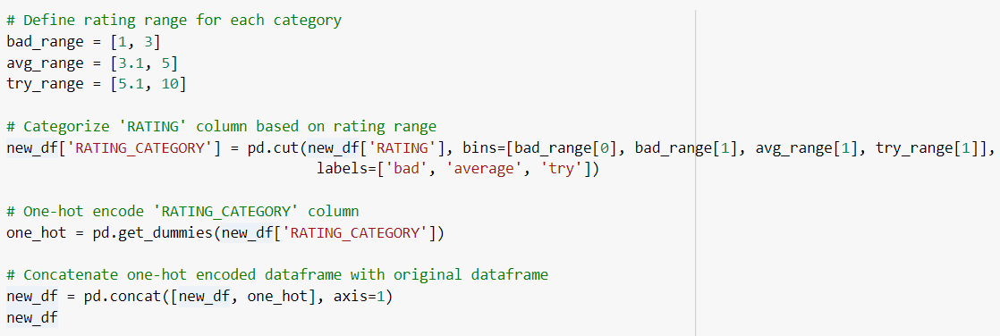 # Define rating range for each category
bad_range = [1, 3]
avg_range = [3.1, 5]
try_range = [5.1, 10]
# Categorize 'RATING' column based on rating range
new_df['RATING_CATEGORY'] = pd.cut(new_df['RATING'], bins=[bad_range[0], bad_range[1], avg_range[1], try_range[1]],
labels=['bad', 'average', 'try'])
# One-hot encode 'RATING_CATEGORY' column
one_hot = pd.get_dummies(new_df['RATING_CATEGORY'])
# Concatenate one-hot encoded dataframe with original dataframe
new_df = pd.concat([new_df, one_hot], axis=1)
new_df